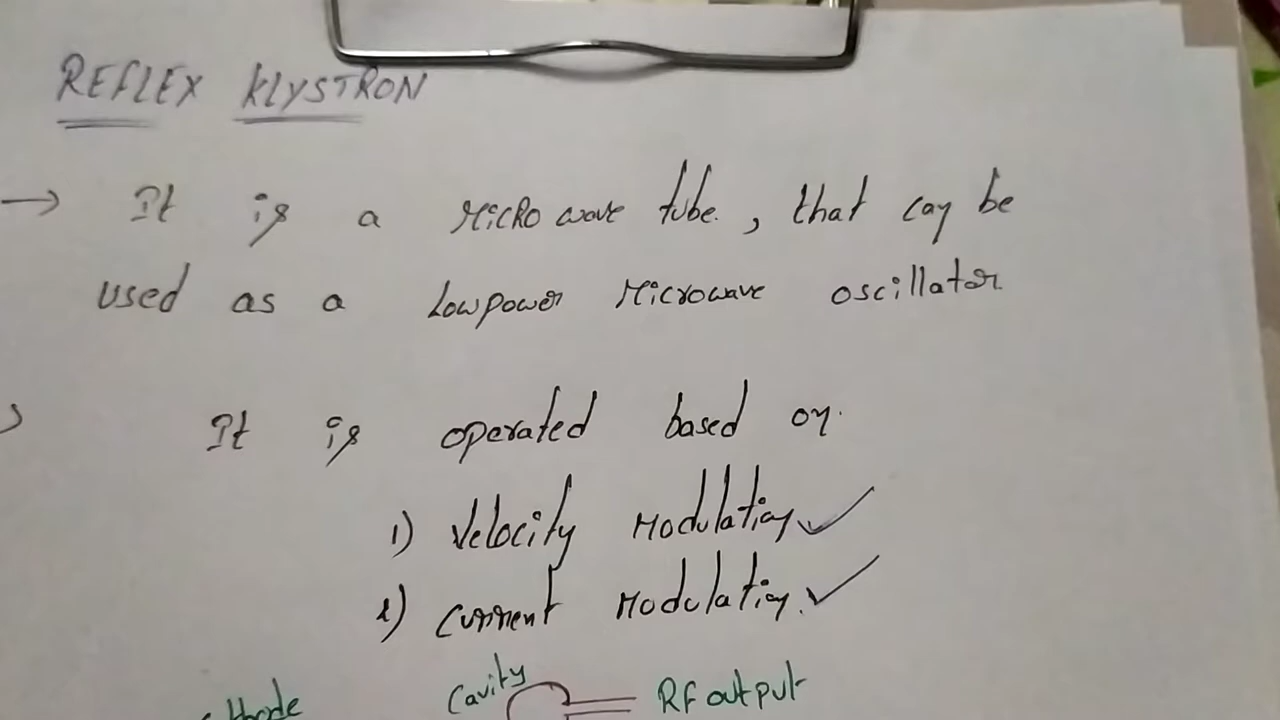 REFLEX KLYSTRON
→ It is a Microwave tube, that can be
used as a Lowpower Microwave oscillator
It is operated based on.
1) Velocity Modulation ✓
2) Current Modulation. ✓
Cavity RF output